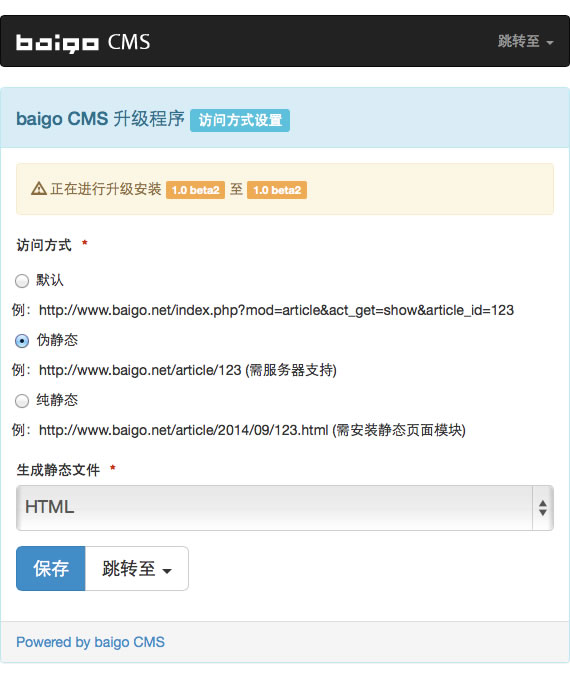 baigo CMS 跳转至
baigo CMS 升级程序 访问方式设置
正在进行升级安装 1.0 beta2 至 1.0 beta2
访问方式 *
默认
例：http://www.baigo.net/index.php?mod=article&act_get=show&article_id=123
伪静态
例：http://www.baigo.net/article/123 (需服务器支持)
纯静态
例：http://www.baigo.net/article/2014/09/123.html (需安装静态页面模块)
生成静态文件 *
HTML
保存 跳转至
Powered by baigo CMS